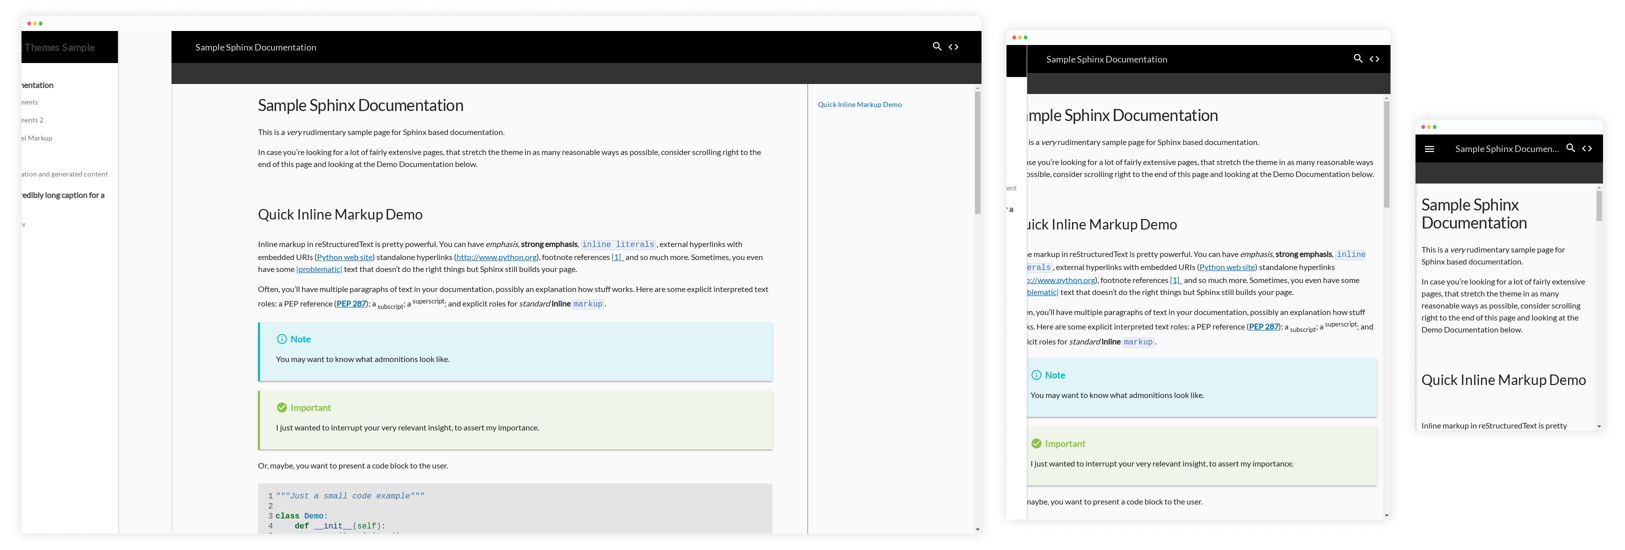 Themes Sample
Sample Sphinx Documentation
nentation
ments
ments 2
el Markup
ation and generated content
redibly long caption for a
v
Sample Sphinx Documentation
This is a very rudimentary sample page for Sphinx based documentation.
In case you're looking for a lot of fairly extensive pages, that stretch the theme in as many reasonable ways as possible, consider scrolling right to the
end of this page and looking at the Demo Documentation below.
Quick Inline Markup Demo
Inline markup in reStructuredText is pretty powerful. You can have emphasis, strong emphasis, inline literals, external hyperlinks with
embedded URIs (Python web site) standalone hyperlinks (http://www.python.org), footnote references [1] and so much more. Sometimes, you even
have some |problematic| text that doesn't do the right things but Sphinx still builds your page.
Often, you'll have multiple paragraphs of text in your documentation, possibly an explanation how stuff works. Here are some explicit interpreted text
roles: a PEP reference (PEP 287); a subscript; a superscript; and explicit roles for standard inline markup.
Note
You may want to know what admonitions look like.
Important
I just wanted to interrupt your very relevant insight, to assert my importance.
Or, maybe, you want to present a code block to the user.
1 """Just a small code example"""
2
3 class Demo:
4 def __init__(self):
Quick Inline Markup Demo
Sample Sphinx Documentation
ent
r a
mple Sphinx Documentation
is a very rudimentary sample page for Sphinx based documentation.
ase you're looking for a lot of fairly extensive pages, that stretch the theme in as many reasonable ways
ossible, consider scrolling right to the end of this page and looking at the Demo Documentation below.
uick Inline Markup Demo
ne markup in reStructuredText is pretty powerful. You can have emphasis, strong emphasis, inline
erals, external hyperlinks with embedded URIs (Python web site) standalone hyperlinks
p://www.python.org), footnote references [1] and so much more. Sometimes, you even have some
blematic| text that doesn't do the right things but Sphinx still builds your page.
en, you'll have multiple paragraphs of text in your documentation, possibly an explanation how stuff
ks. Here are some explicit interpreted text roles: a PEP reference (PEP 287); a subscript; a superscript; and
licit roles for standard inline markup.
Note
You may want to know what admonitions look like.
Important
I just wanted to interrupt your very relevant insight, to assert my importance.
maybe, you want to present a code block to the user.
Sample Sphinx Documen...
Sample Sphinx
Documentation
This is a very rudimentary sample page for
Sphinx based documentation.
In case you're looking for a lot of fairly extensive
pages, that stretch the theme in as many
reasonable ways as possible, consider scrolling
right to the end of this page and looking at the
Demo Documentation below.
Quick Inline Markup Demo
Inline markup in reStructuredText is pretty